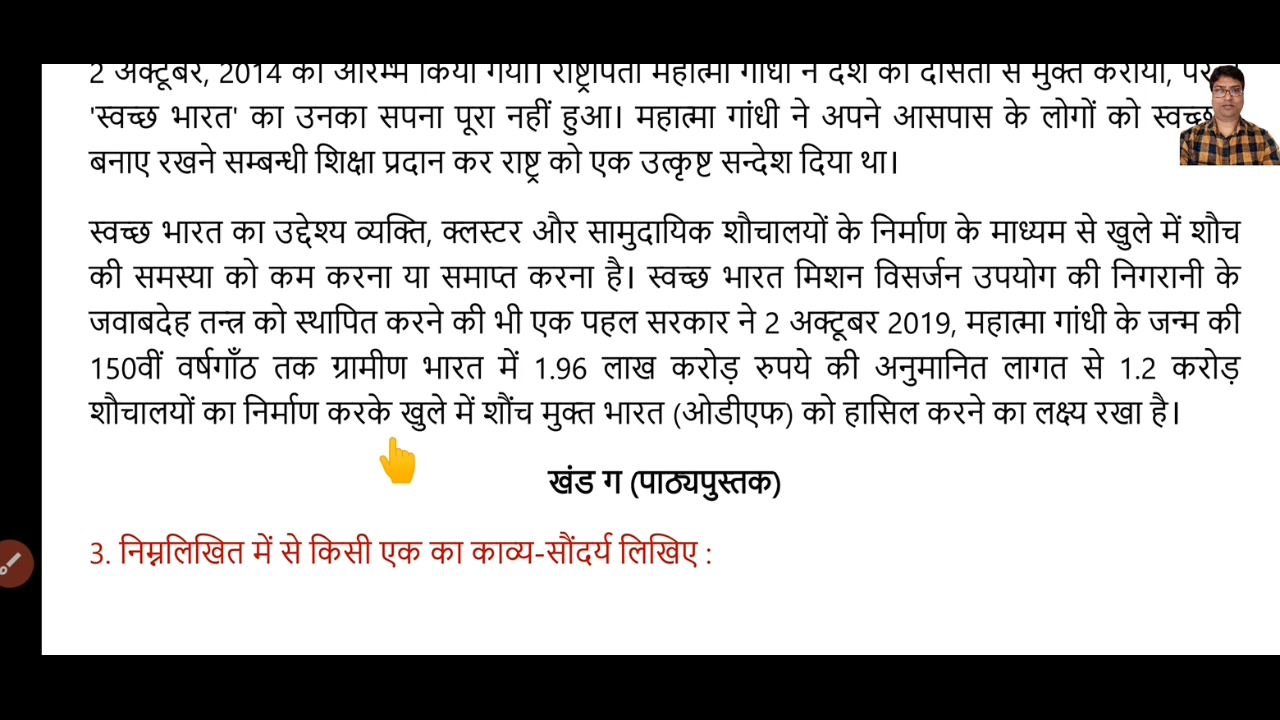 2 अक्टूबर, 2014 को आरम्भ किया गया। राष्ट्रपिता महात्मा गांधी ने देश को दासता से मुक्त कराया,
'स्वच्छ भारत' का उनका सपना पूरा नहीं हुआ। महात्मा गांधी ने अपने आसपास के लोगों को
बनाए रखने सम्बन्धी शिक्षा प्रदान कर राष्ट्र को एक उत्कृष्ट सन्देश दिया था।
स्वच्छ भारत का उद्देश्य व्यक्ति, क्लस्टर और सामुदायिक शौचालयों के निर्माण के माध्यम से खुले में शौच
की समस्या को कम करना या समाप्त करना है। स्वच्छ भारत मिशन विसर्जन उपयोग की निगरानी के
जवाबदेह तन्त्र को स्थापित करने की भी एक पहल सरकार ने 2 अक्टूबर 2019, महात्मा गांधी के जन्म की
150वीं वर्षगाँठ तक ग्रामीण भारत में 1.96 लाख करोड़ रुपये की अनुमानित लागत से 1.2 करोड़
शौचालयों का निर्माण करके खुले में शौंच मुक्त भारत (ओडीएफ) को हासिल करने का लक्ष्य रखा है।
खंड ग (पाठ्यपुस्तक)
3. निम्नलिखित में से किसी एक का काव्य-सौंदर्य लिखिए :